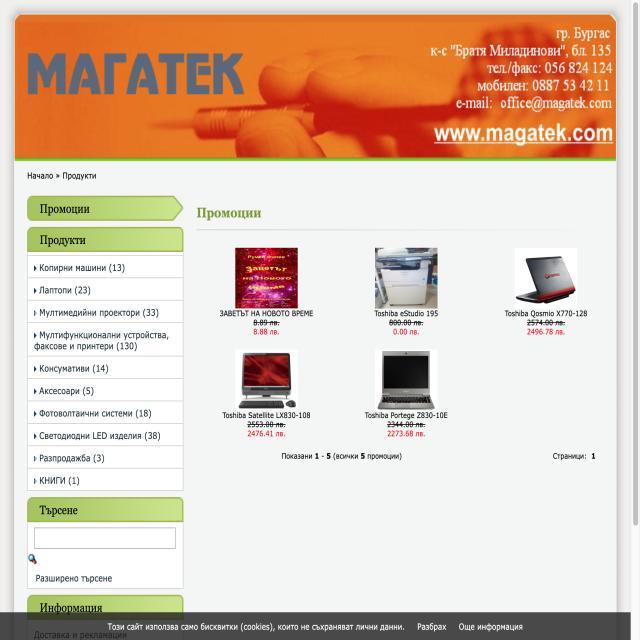 МАГАТЕК
гр. Бургас
к-с "Братя Миладинови", бл. 135
тел./факс: 056 824 124
мобилен: 0887 53 42 11
e-mail: office@magatek.com
www.magatek.com
Начало » Продукти
Промоции
Продукти
Копирни машини (13)
Лаптопи (23)
Мултимедийни проектори (33)
Мултифункционални устройства,
факсове и принтери (130)
Консумативи (14)
Аксесоари (5)
Фотоволтаични системи (18)
Светодиодни LED изделия (38)
Разпродажба (3)
КНИГИ (1)
Търсене
Разширено търсене
Информация
Доставка и рекламации
Промоции
Заветът
на Новото
ЗАВЕТЪТ НА НОВОТО ВРЕМЕ
8.89 лв.
8.88 лв.
Toshiba eStudio 195
800.00 лв.
0.00 лв.
Toshiba Qosmio X770-128
2574.00 лв.
2496.78 лв.
Toshiba Satellite LX830-108
2553.00 лв.
2476.41 лв.
Toshiba Portege Z830-10E
2344.00 лв.
2273.68 лв.
Показани 1 - 5 (всички 5 промоции)
Страници: 1
Този сайт използва само бисквитки (cookies), които не съхраняват лични данни. Разбрах Още информация